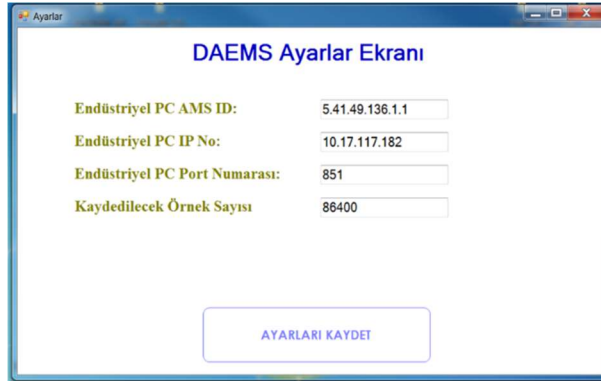 Ayarlar
DAEMS Ayarlar Ekranı
Endüstriyel PC AMS ID: 5.41.49.136.1.1
Endüstriyel PC IP No: 10.17.117.182
Endüstriyel PC Port Numarası: 851
Kaydedilecek Örnek Sayısı 86400
AYARLARI KAYDET